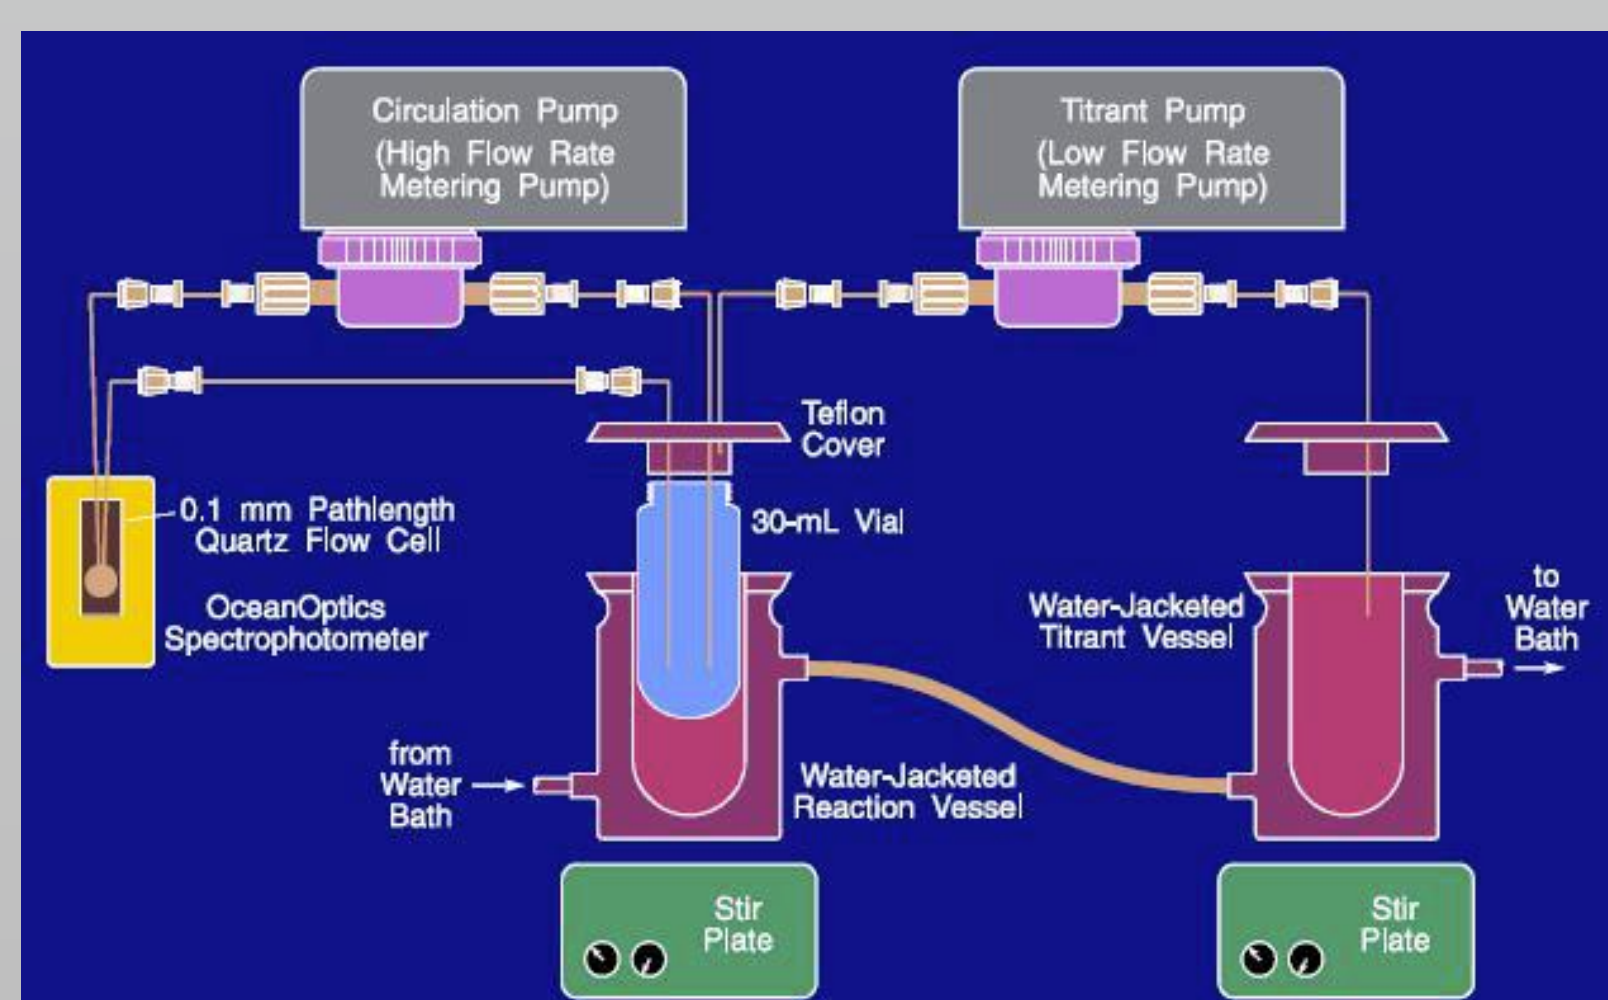 Circulation Pump
(High Flow Rate
Metering Pump)
Titrant Pump
(Low Flow Rate
Metering Pump)
Teflon
Cover
0.1 mm Pathlength
Quartz Flow Cell
30-mL Vial
OceanOptics
Spectrophotometer
Water-Jacketed
Titrant Vessel
to
Water
Bath
from
Water
Bath
Water-Jacketed
Reaction Vessel
Stir
Plate
Stir
Plate